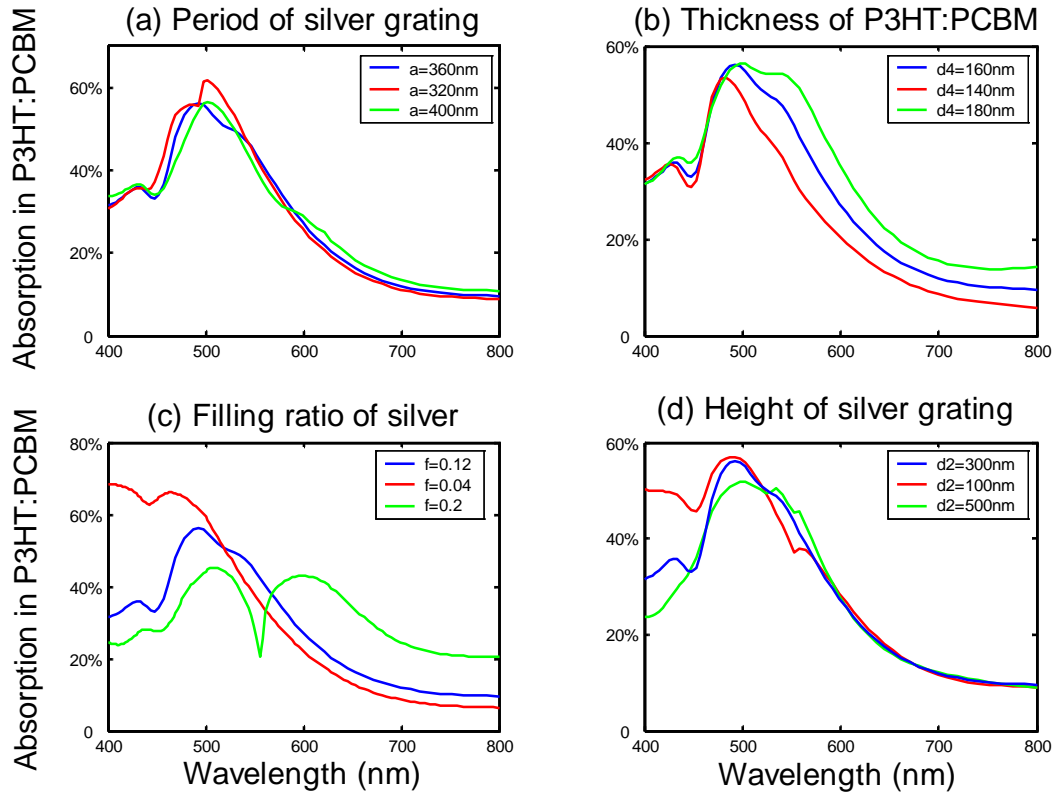 (a) Period of silver grating
Absorption in P3HT:PCBM
60%
40%
20%
0
400
500
600
700
800
a=360nm
a=320nm
a=400nm
(b) Thickness of P3HT:PCBM
60%
40%
20%
0
400
500
600
700
800
d4=160nm
d4=140nm
d4=180nm
(c) Filling ratio of silver
Absorption in P3HT:PCBM
80%
60%
40%
20%
0
400
500
600
700
800
f=0.12
f=0.04
f=0.2
Wavelength (nm)
(d) Height of silver grating
60%
40%
20%
0
400
500
600
700
800
d2=300nm
d2=100nm
d2=500nm
Wavelength (nm)